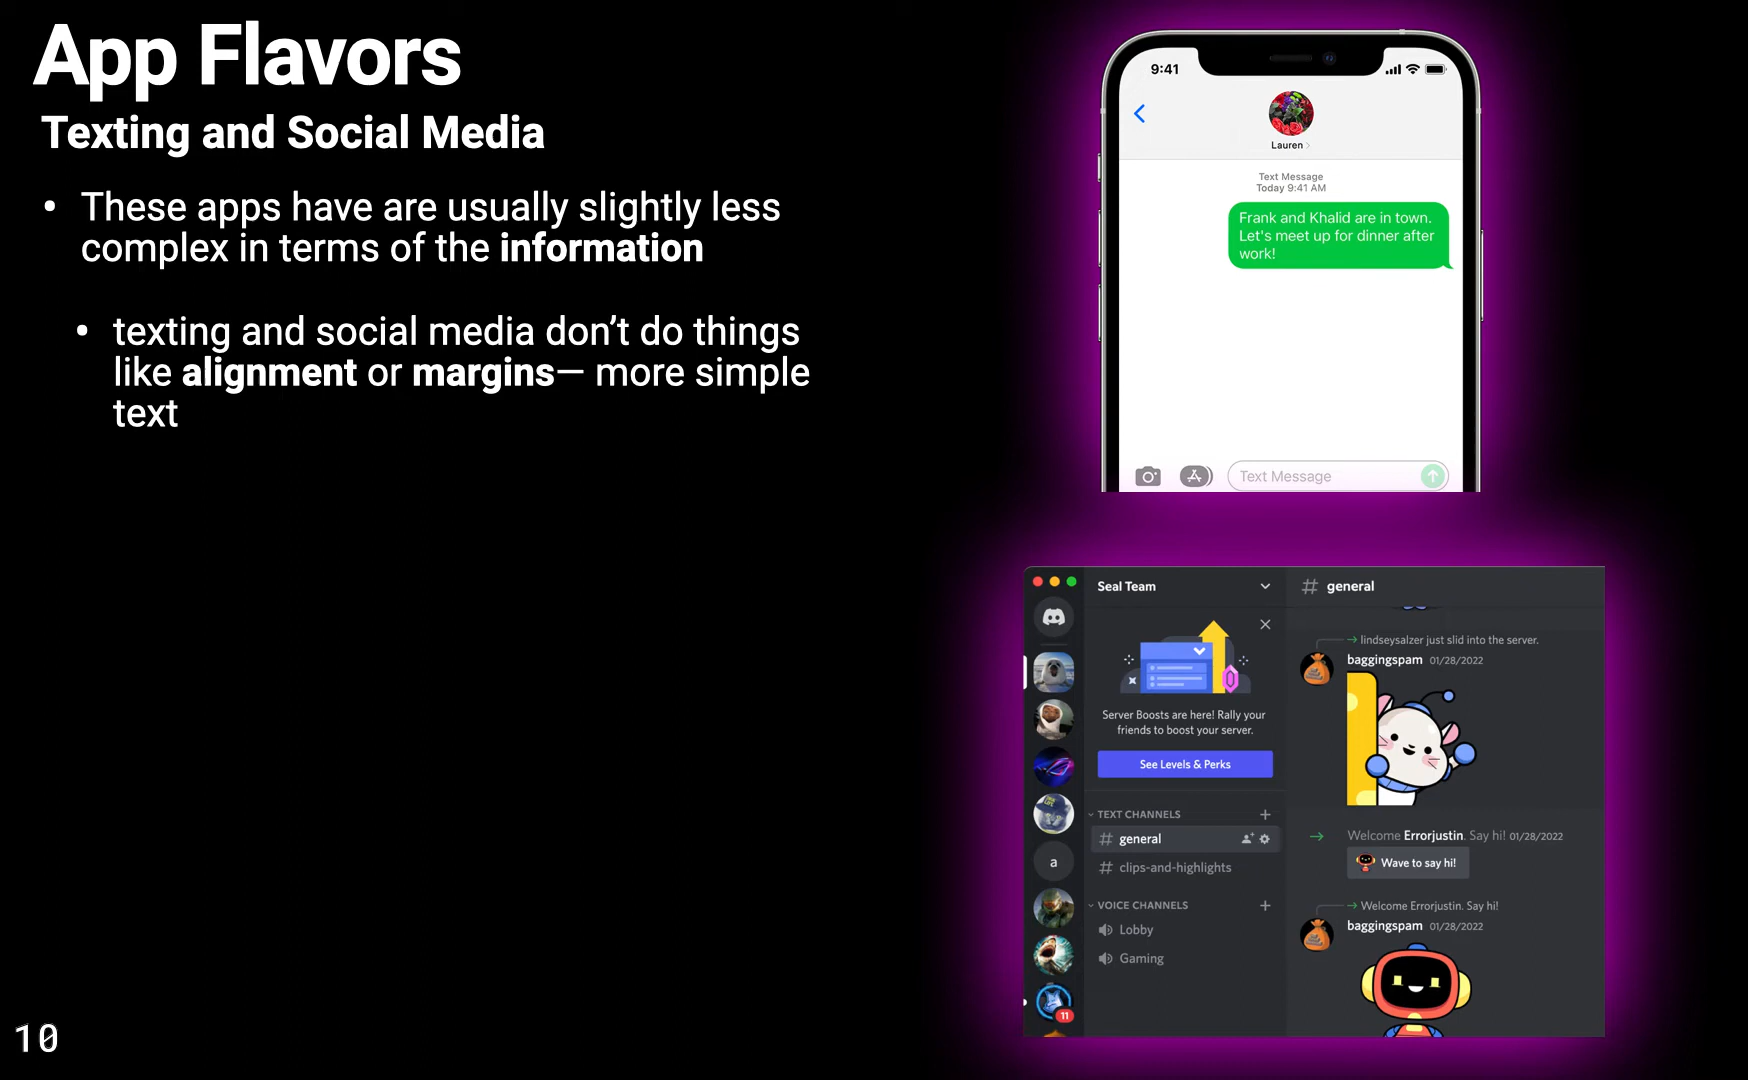 App Flavors
Texting and Social Media
• These apps have are usually slightly less
complex in terms of the information
• texting and social media don’t do things
like alignment or margins— more simple
text
10
9:41
Lauren
Text Message
Today 9:41 AM
Frank and Khalid are in town.
Let's meet up for dinner after
work!
Text Message
Seal Team
Server Boosts are here! Rally your
friends to boost your server.
See Levels & Perks
TEXT CHANNELS
# general
# clips-and-highlights
VOICE CHANNELS
Lobby
Gaming
a
11
# general
lindseysalzer just slid into the server.
baggingspam 01/28/2022
Welcome Errorjustin. Say hi! 01/28/2022
Wave to say hi!
Welcome Errorjustin. Say hi!
baggingspam 01/28/2022